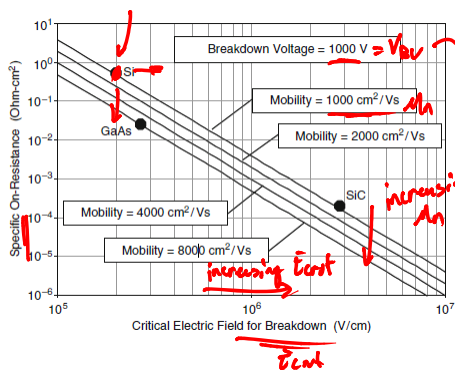 10¹
Breakdown Voltage = 1000 V = V_BV
10⁰
Si
Mobility = 1000 cm²/Vs μn
10⁻¹
GaAs
Mobility = 2000 cm²/Vs
10⁻²
Specific On-Resistance (Ohm-cm²)
10⁻³
SiC
increasi
μn
Mobility = 4000 cm²/Vs
10⁻⁴
Mobility = 8000 cm²/Vs
10⁻⁵
increasing Ecrit
10⁻⁶
10⁵ 10⁶ 10⁷
Critical Electric Field for Breakdown (V/cm)
Ecrit